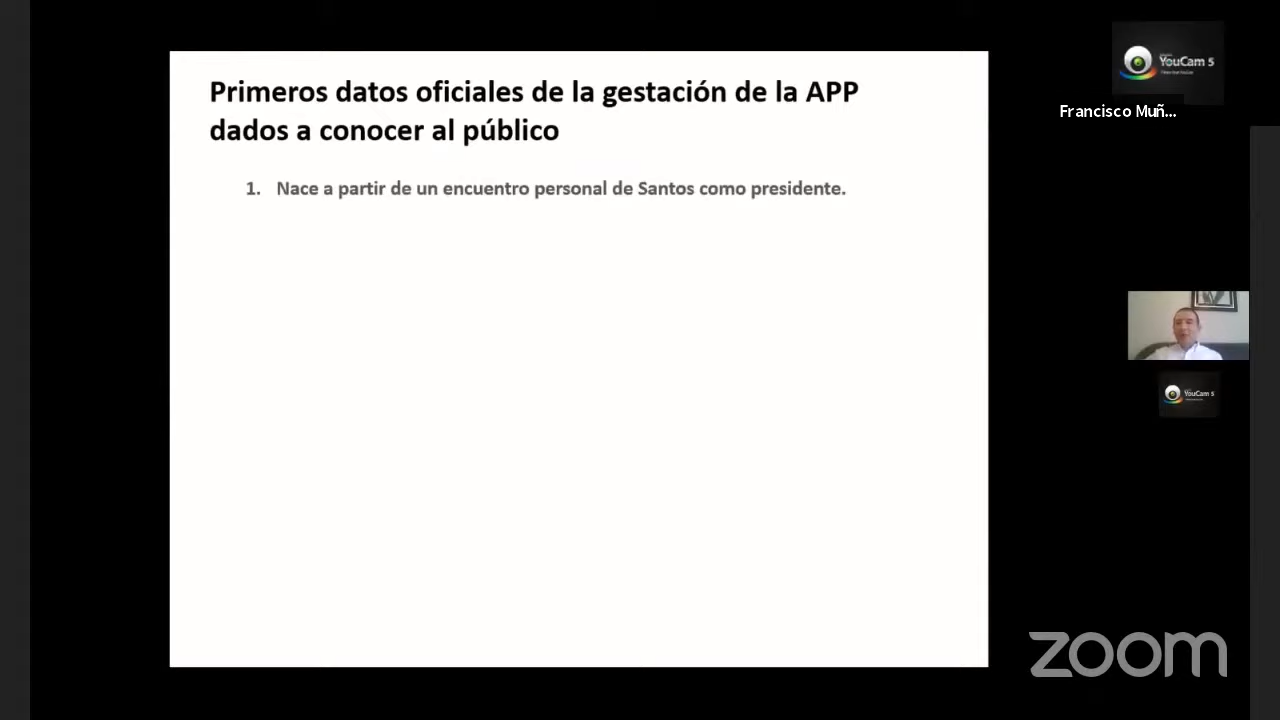 Primeros datos oficiales de la gestación de la APP
dados a conocer al público
1. Nace a partir de un encuentro personal de Santos como presidente.
YouCam 5
Francisco Muñ...
YouCam 5
zoom